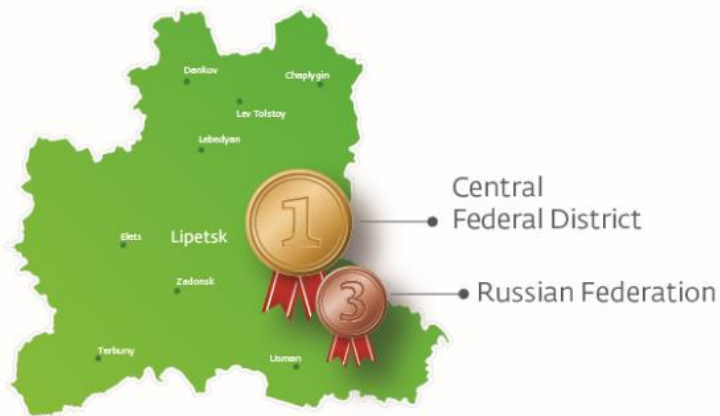 Dankov
Chaplygin
Lev Tolstoy
Lebedyan
1
Central
Federal District
Elets
Lipetsk
Zadonsk
3
Russian Federation
Terbuny
Usman